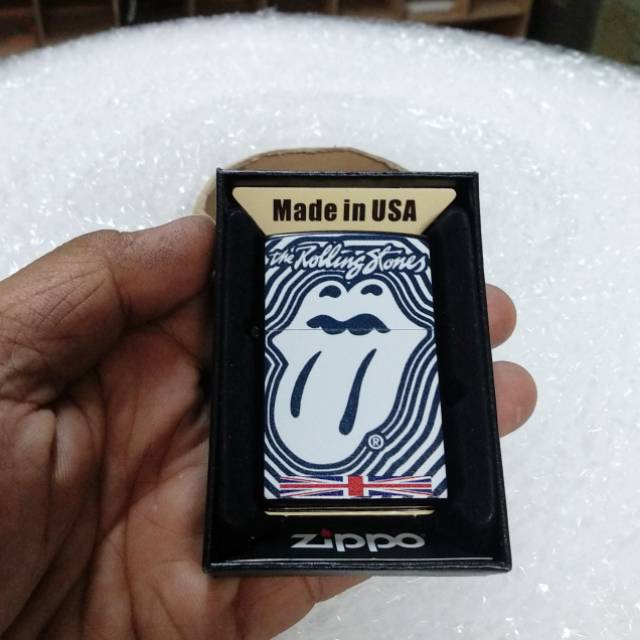 Made in USA
the Rolling Stones
®
zippo